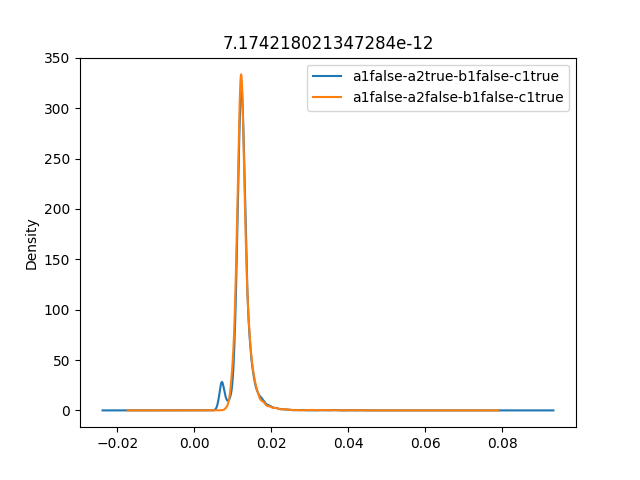 7.174218021347284e-12
350
300
250
200
150
100
50
0
Density
a1false-a2true-b1false-c1true
a1false-a2false-b1false-c1true
−0.02 0.00 0.02 0.04 0.06 0.08